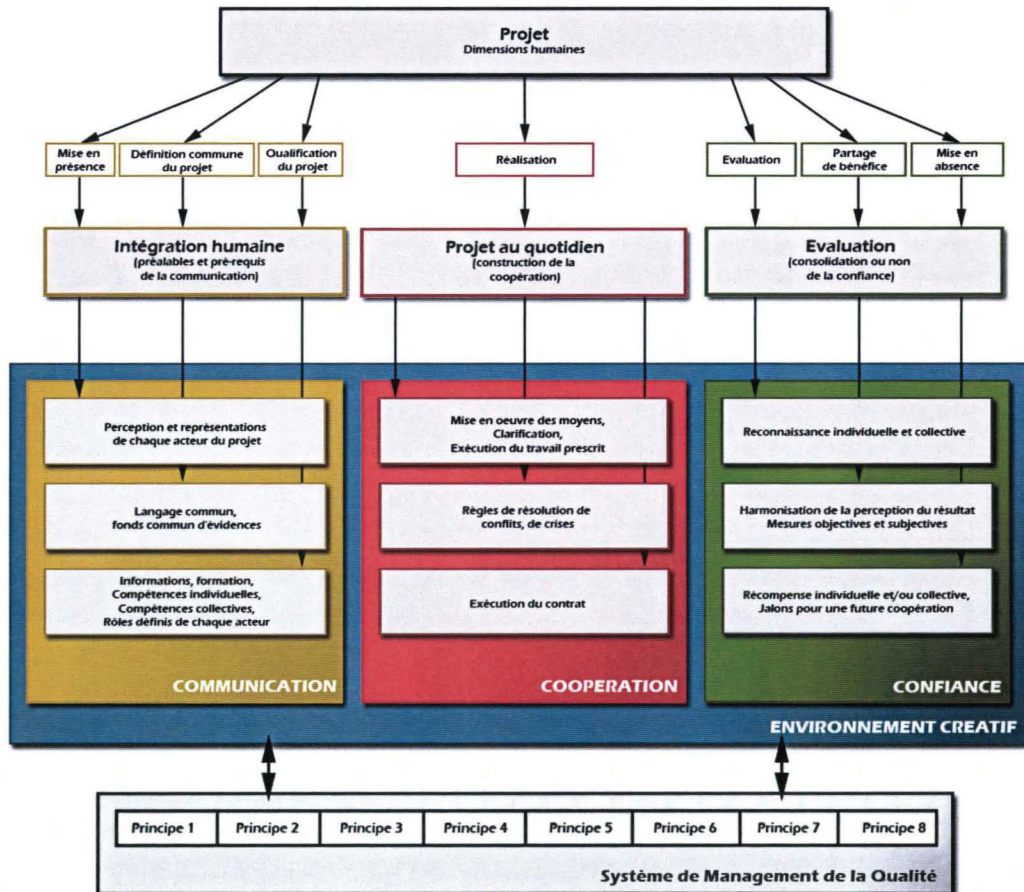 Projet
Dimensions humaines
Mise en
présence
Définition commune
du projet
Qualification
du projet
Réalisation
Evaluation
Partage
de bénéfice
Mise en
absence
Intégration humaine
(préalables et pré-requis
de la communication)
Projet au quotidien
(construction de la
coopération)
Evaluation
(consolidation ou non
de la confiance)
Perception et représentations
de chaque acteur du projet
Langage commun,
fonds commun d'évidences
Informations, formation,
Compétences individuelles,
Compétences collectives,
Rôles définis de chaque acteur
COMMUNICATION
Mise en oeuvre des moyens,
Clarification,
Exécution du travail prescrit
Règles de résolution de
conflits, de crises
Exécution du contrat
COOPERATION
Reconnaissance individuelle et collective
Harmonisation de la perception du résultat
Mesures objectives et subjectives
Récompense individuelle et/ou collective,
Jalons pour une future coopération
CONFIANCE
ENVIRONNEMENT CREATIF
Principe 1
Principe 2
Principe 3
Principe 4
Principe 5
Principe 6
Principe 7
Principe 8
Système de Management de la Qualité